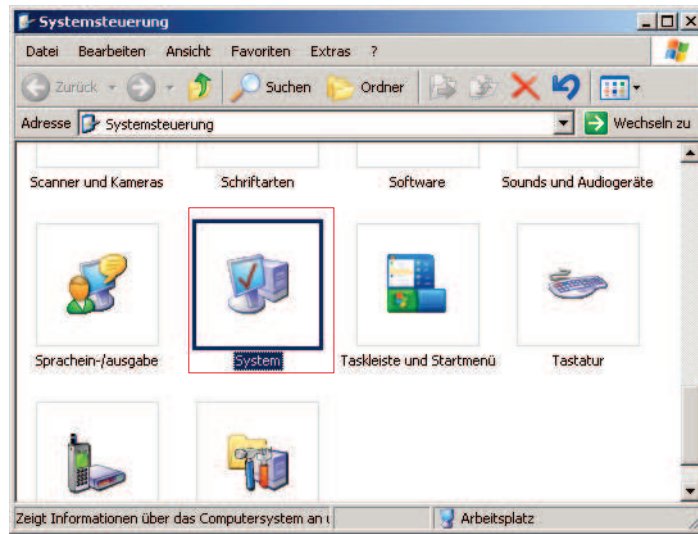 Systemsteuerung
Datei Bearbeiten Ansicht Favoriten Extras ?
Zurück Suchen Ordner
Adresse Systemsteuerung Wechseln zu
Scanner und Kameras Schriftarten Software Sounds und Audiogeräte
Sprachein-/ausgabe System Taskleiste und Startmenü Tastatur
Zeigt Informationen über das Computersystem an Arbeitsplatz